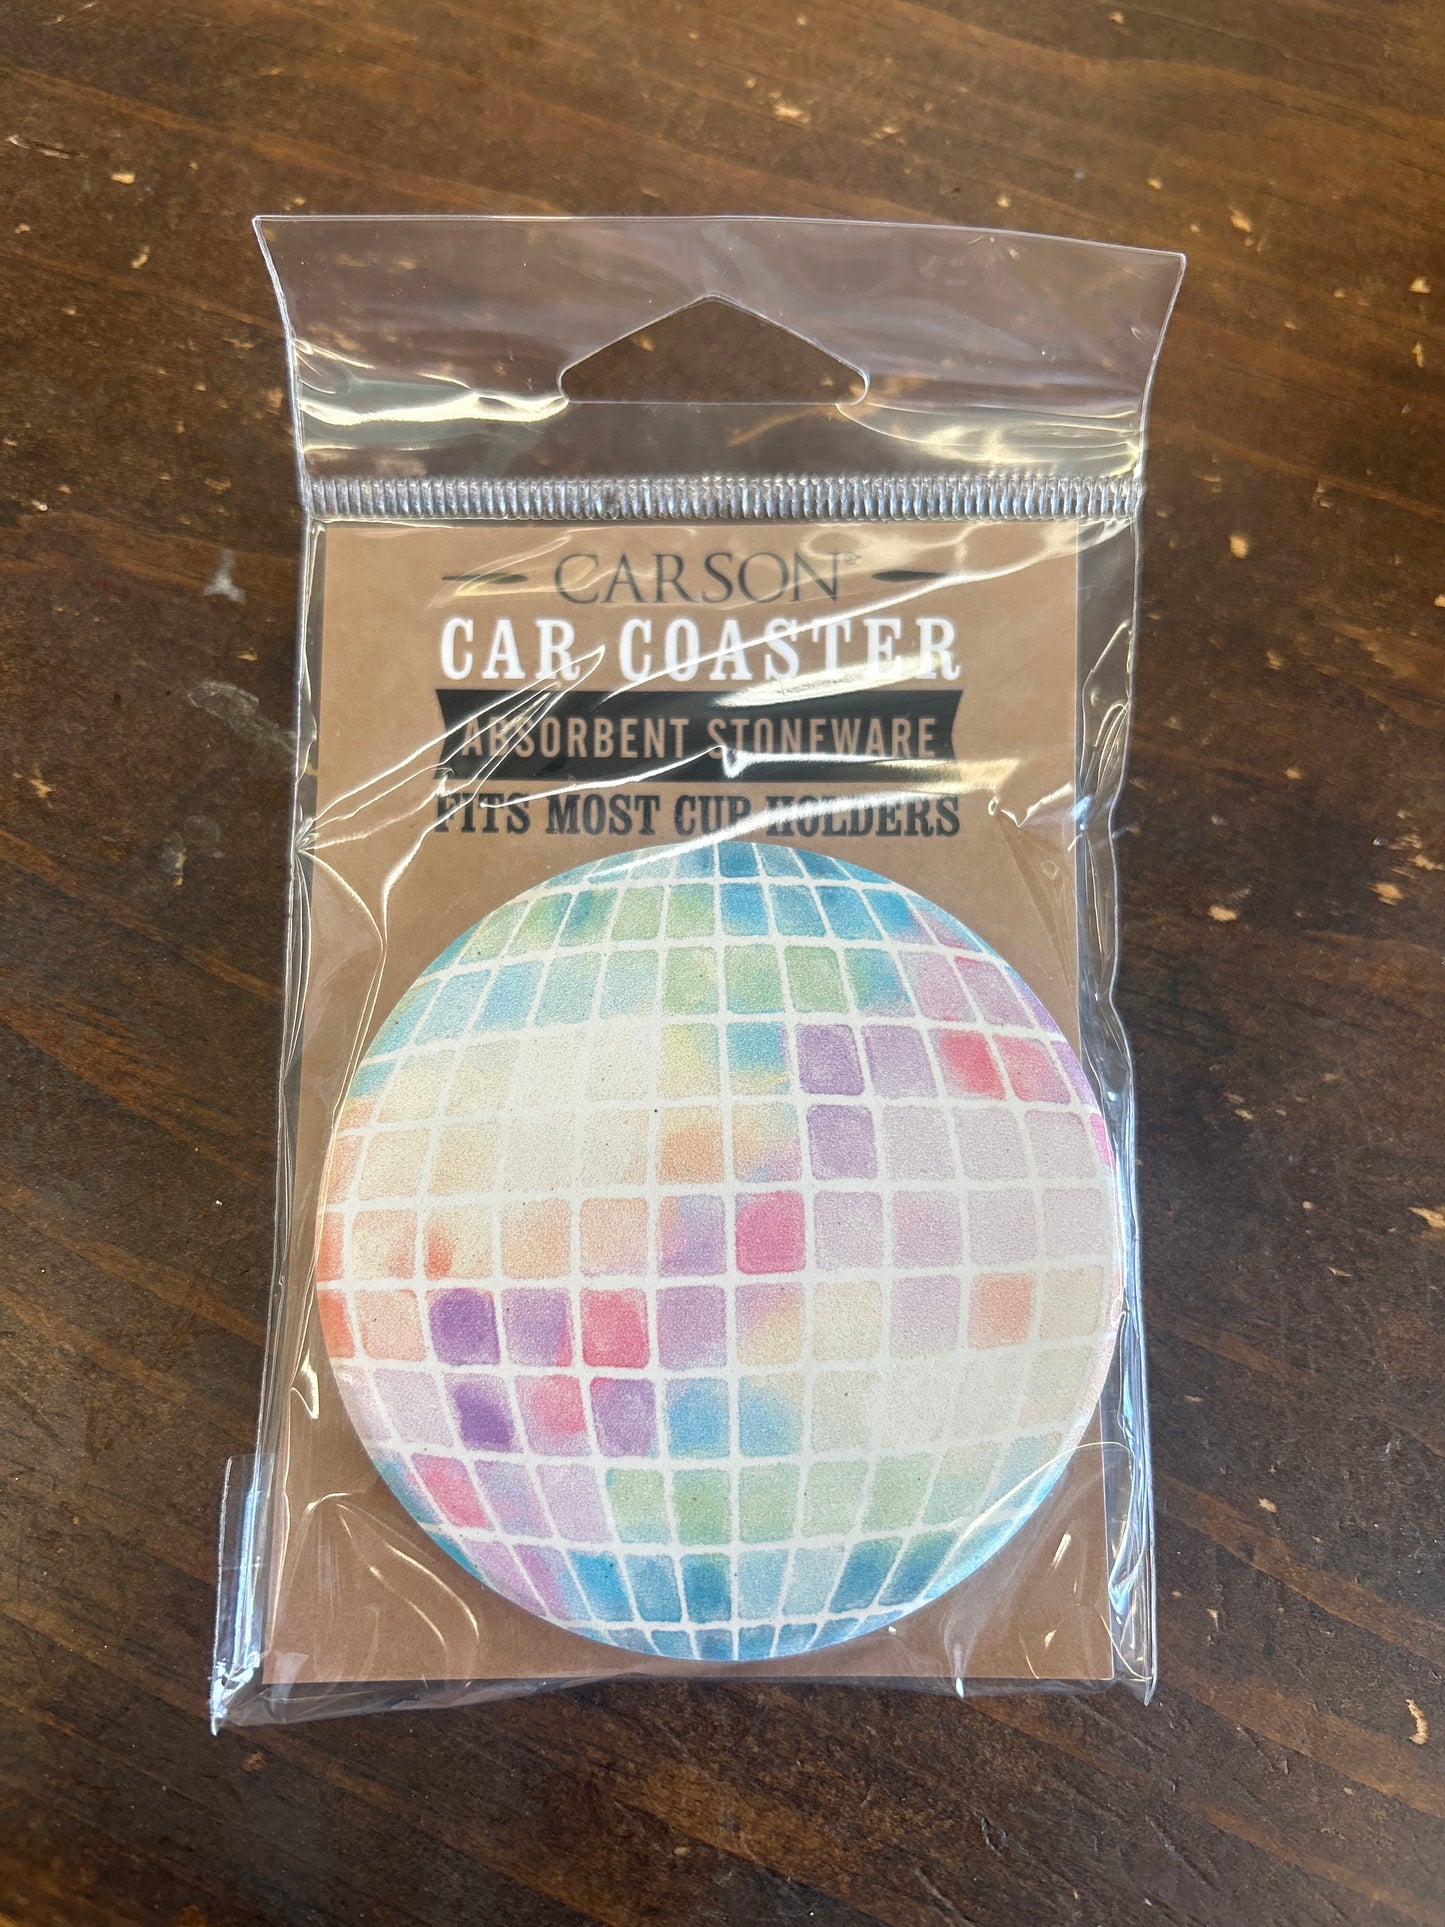 CARSON®
CAR COASTER
ABSORBENT STONEWARE
FITS MOST CUP HOLDERS